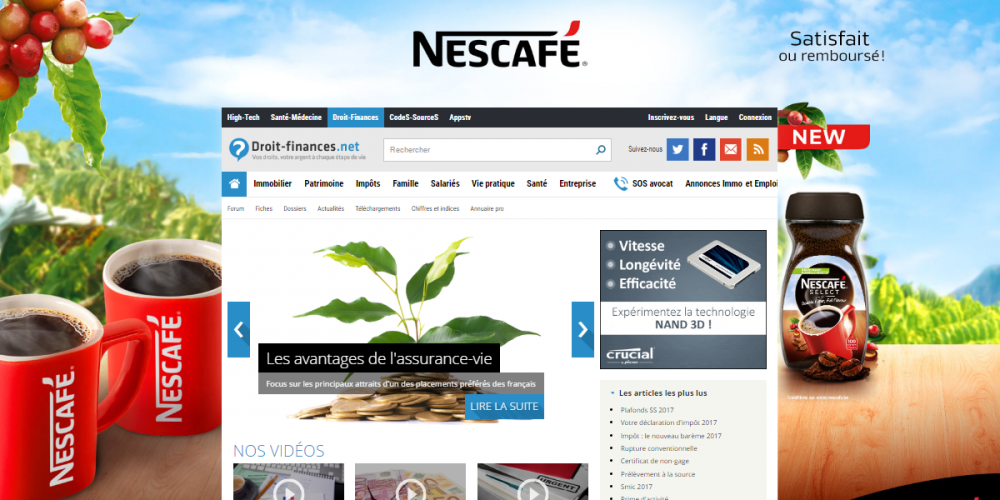 NESCAFÉ®
Satisfait
ou remboursé!
High-Tech Santé-Médecine Droit-Finances CodeS-SourceS Appstv Inscrivez-vous Langue Connexion
? Droit-finances.net
Vos droits, votre argent à chaque étape de vie
Rechercher
Suivez-nous
NEW
Immobilier Patrimoine Impôts Famille Salariés Vie pratique Santé Entreprise SOS avocat Annonces Immo et Emploi
Forum Fiches Dossiers Actualités Téléchargements Chiffres et indices Annuaire pro
Vitesse
Longévité
Efficacité
Expérimentez la technologie
NAND 3D !
crucial
Les avantages de l'assurance-vie
Focus sur les principaux attraits d'un des placements préférés des français
LIRE LA SUITE
NOS VIDÉOS
URGENT
Les articles les plus lus
Plafonds SS 2017
Votre déclaration d'impôt 2017
Impôt : le nouveau barème 2017
Rupture conventionnelle
Certificat de non-gage
Prélèvement à la source
Smic 2017
Prime d'activité
NESCAFÉ
NESCAFÉ
NESCAFÉ
SELECT